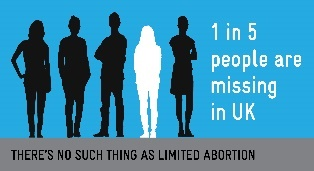 1 in 5
people are
missing
in UK
THERE'S NO SUCH THING AS LIMITED ABORTION